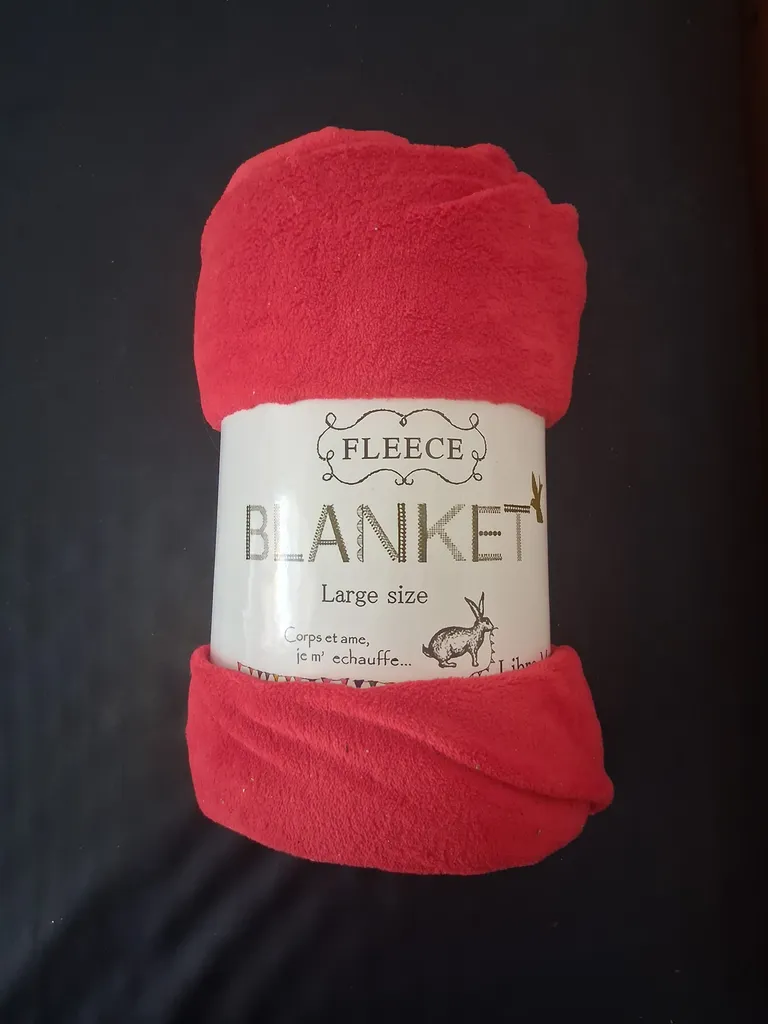 FLEECE
BLANKET
Large size
Corps et ame,
je m' echauffe...